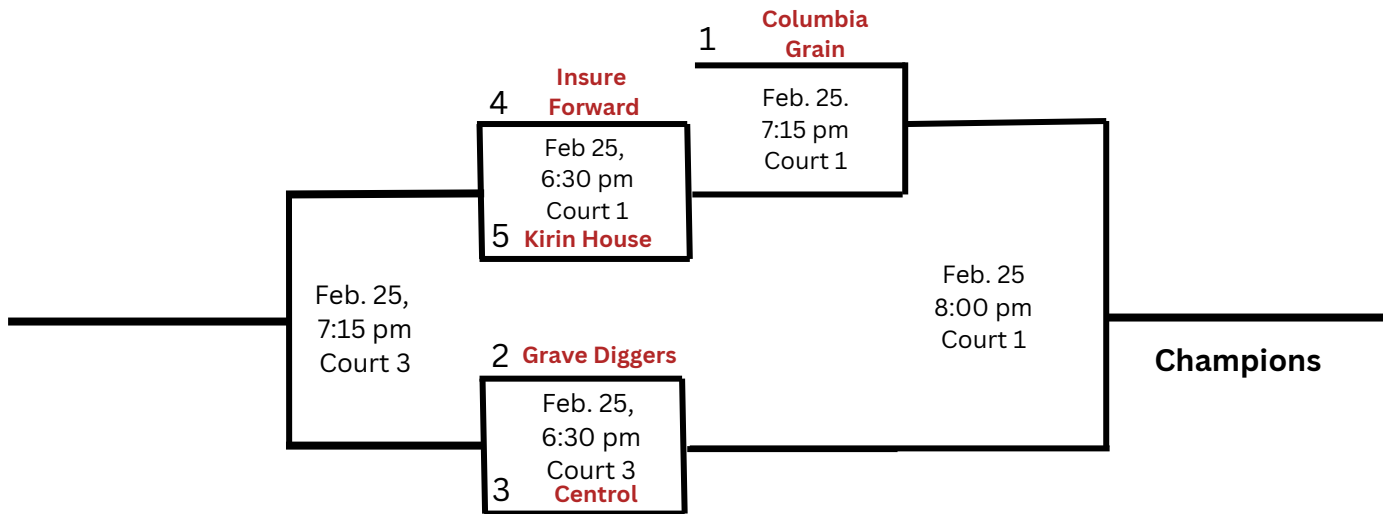 1
Columbia
Grain
Feb. 25.
7:15 pm
Court 1
4
Insure
Forward
Feb 25,
6:30 pm
Court 1
5 Kirin House
Feb. 25,
7:15 pm
Court 3
2 Grave Diggers
Feb. 25,
6:30 pm
Court 3
3 Centrol
Feb. 25
8:00 pm
Court 1
Champions